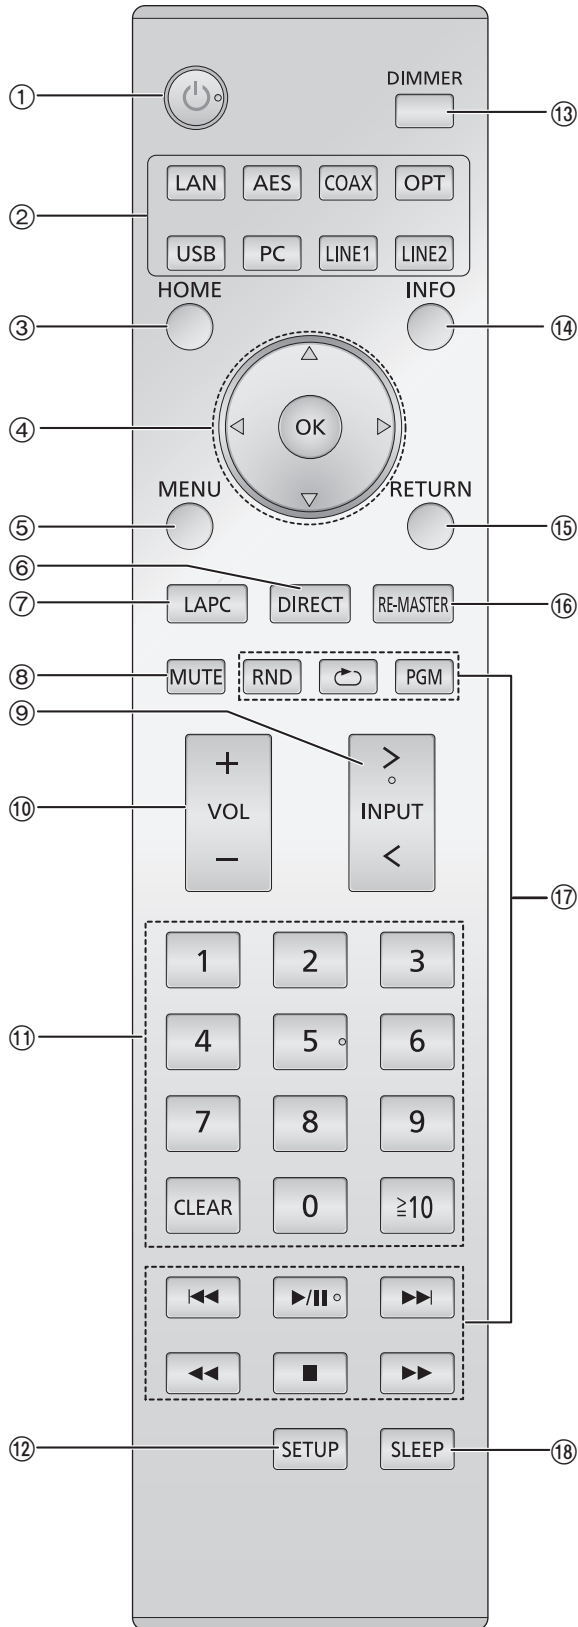 ① DIMMER ⑬
LAN AES COAX OPT
②
USB PC LINE1 LINE2
HOME INFO
③ ⑭
④ OK
MENU RETURN
⑤ ⑮
⑥
⑦ LAPC DIRECT RE-MASTER ⑯
⑧ MUTE RND PGM
⑨
+ >
⑩ VOL INPUT
− <
⑰
1 2 3
⑪ 4 5 6
7 8 9
CLEAR 0 ≧10
⑫ SETUP SLEEP ⑱